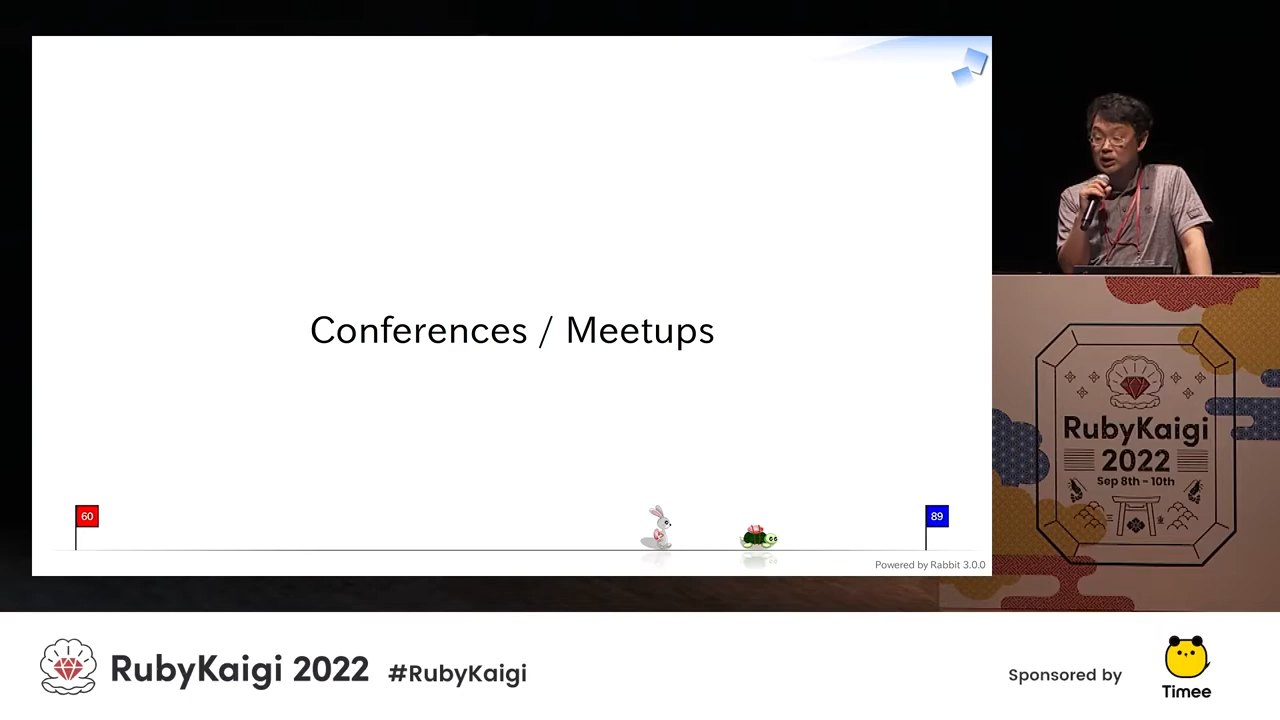 Conferences / Meetups
60
89
Powered by Rabbit 3.0.0
RubyKaigi
2022
Sep 8th - 10th
RubyKaigi 2022 #RubyKaigi
Sponsored by
Timee